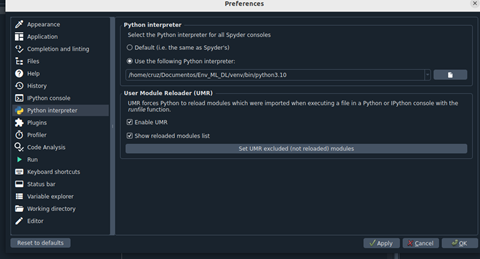 Preferences
Appearance
Application
Completion and linting
Files
Help
History
IPython console
Python interpreter
Plugins
Profiler
Code Analysis
Run
Keyboard shortcuts
Status bar
Variable explorer
Working directory
Editor
Python interpreter
Select the Python interpreter for all Spyder consoles
Default (i.e. the same as Spyder's)
Use the following Python interpreter:
/home/cruz/Documentos/Env_ML_DL/venv/bin/python3.10
User Module Reloader (UMR)
UMR forces Python to reload modules which were imported when executing a file in a Python or IPython console with the
runfile function.
Enable UMR
Show reloaded modules list
Set UMR excluded (not reloaded) modules
Reset to defaults
Apply
Cancel
OK